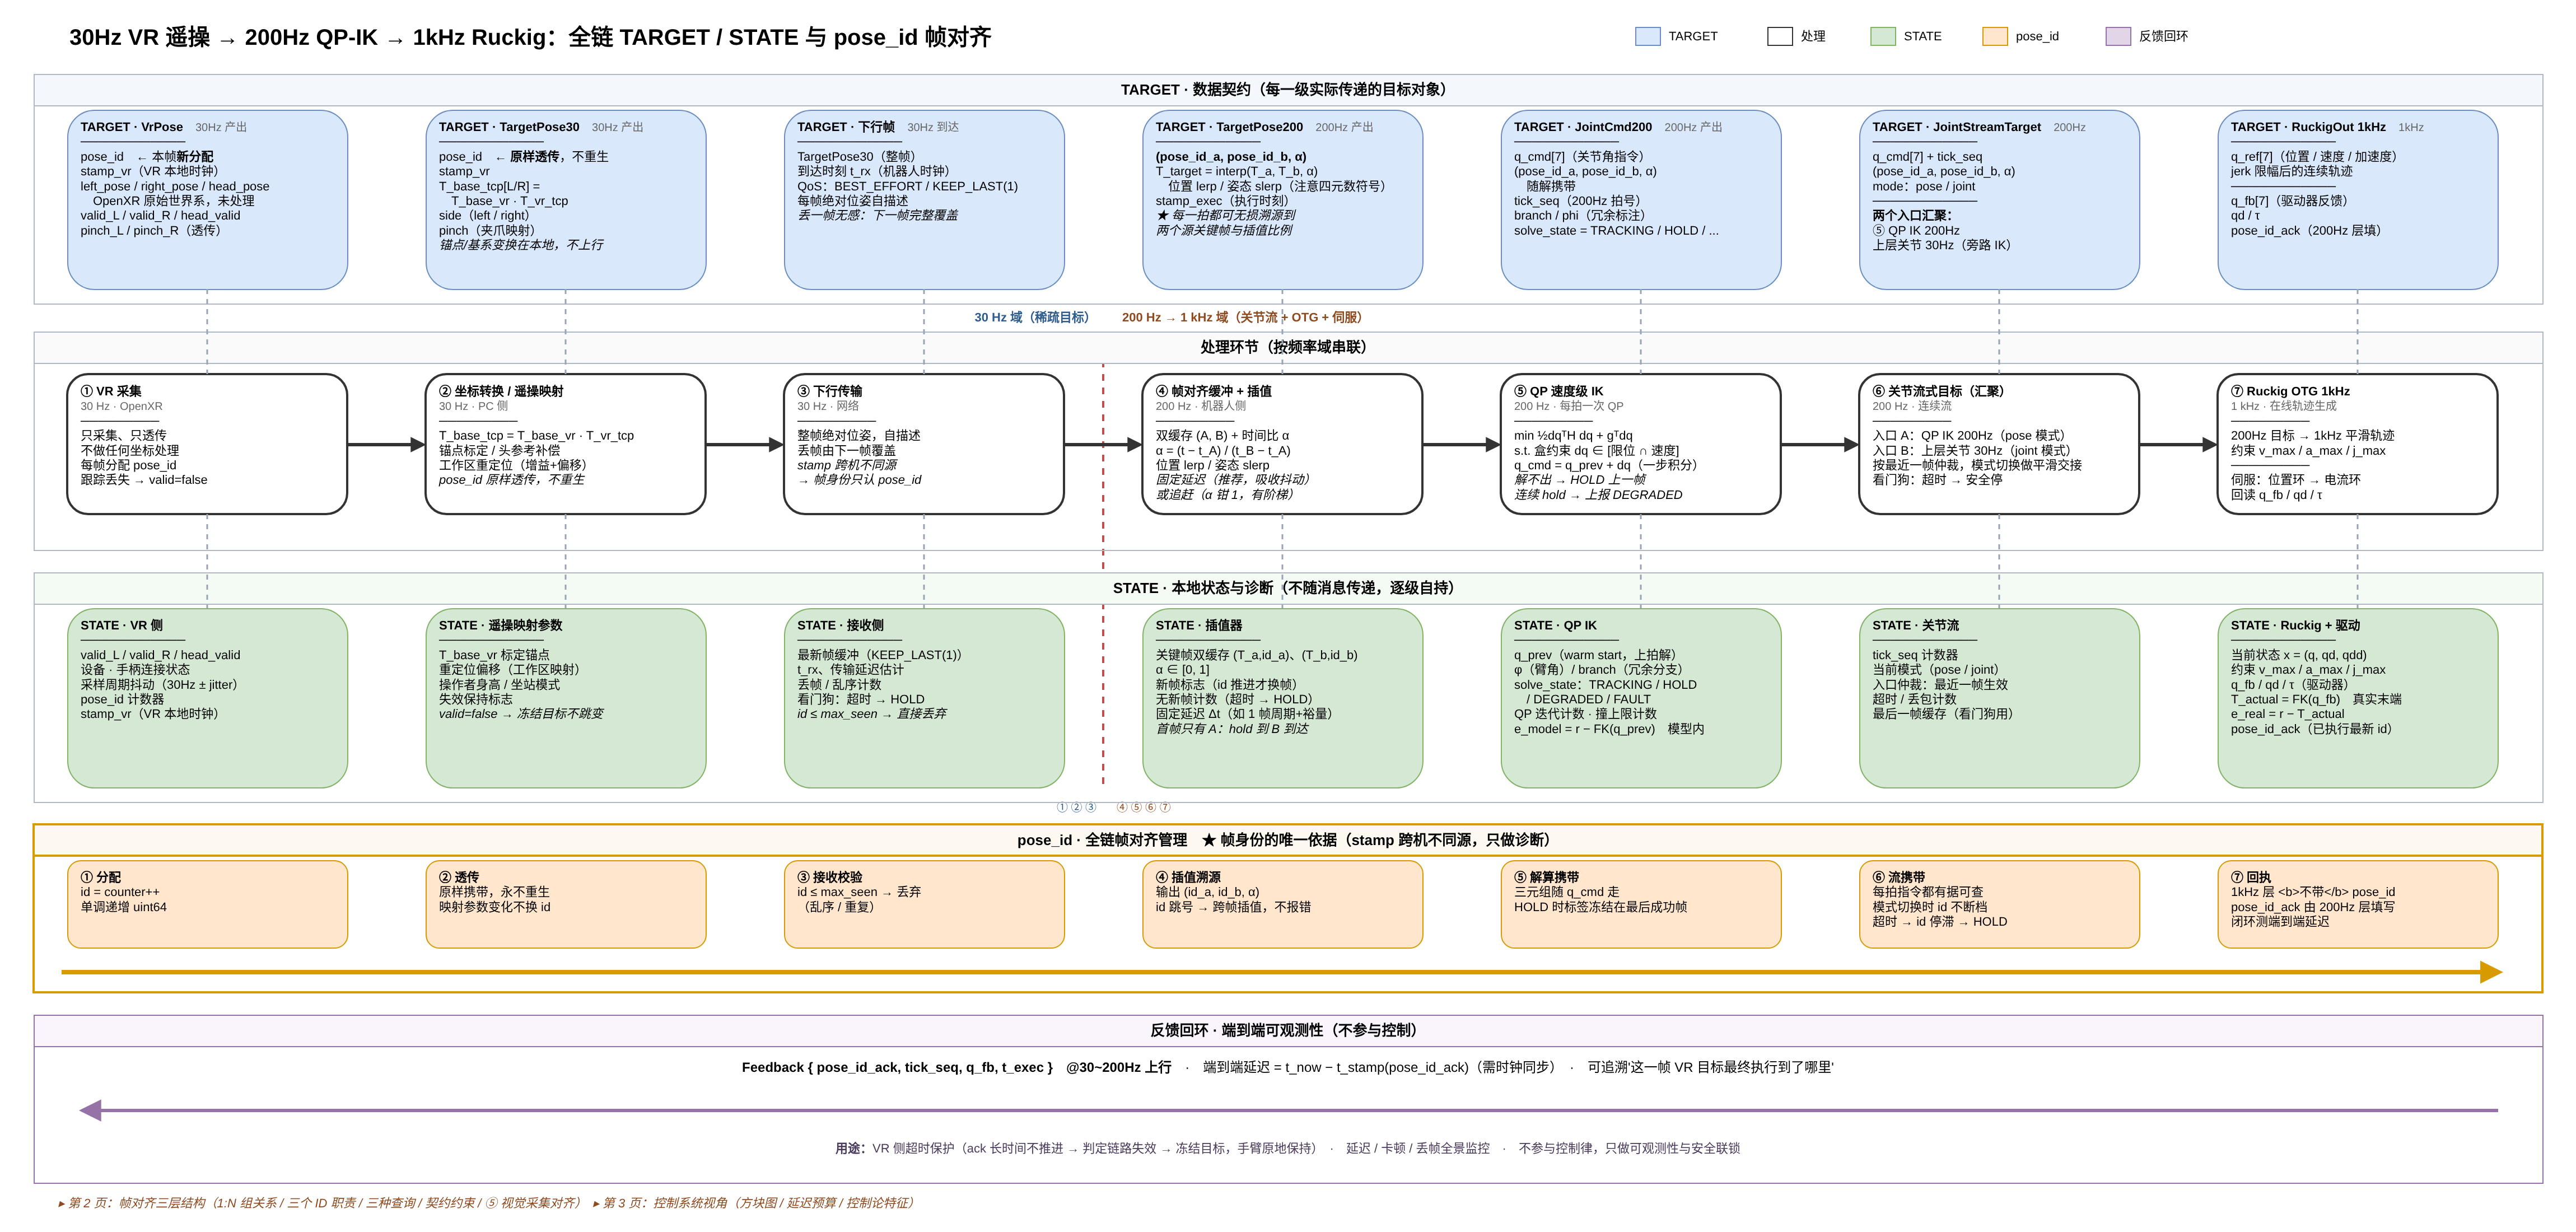 30Hz VR 遥操 → 200Hz QP-IK → 1kHz Ruckig：全链 TARGET / STATE 与 pose_id 帧对齐
TARGET
处理
STATE
pose_id
反馈回环
TARGET · 数据契约（每一级实际传递的目标对象）
TARGET · VrPose 30Hz 产出
pose_id ← 本帧新分配
stamp_vr（VR 本地时钟）
left_pose / right_pose / head_pose
OpenXR 原始世界系，未处理
valid_L / valid_R / head_valid
pinch_L / pinch_R（透传）
TARGET · TargetPose30 30Hz 产出
pose_id ← 原样透传，不重生
stamp_vr
T_base_tcp[L/R] =
T_base_vr · T_vr_tcp
side（left / right）
pinch（夹爪映射）
锚点/基系变换在本地，不上行
TARGET · 下行帧 30Hz 到达
TargetPose30（整帧）
到达时刻 t_rx（机器人时钟）
QoS：BEST_EFFORT / KEEP_LAST(1)
每帧绝对位姿自描述
丢一帧无感：下一帧完整覆盖
TARGET · TargetPose200 200Hz 产出
(pose_id_a, pose_id_b, α)
T_target = interp(T_a, T_b, α)
位置 lerp / 姿态 slerp（注意四元数符号）
stamp_exec（执行时刻）
★ 每一拍都可无损溯源到
两个源关键帧与插值比例
TARGET · JointCmd200 200Hz 产出
q_cmd[7]（关节角指令）
(pose_id_a, pose_id_b, α)
随解携带
tick_seq（200Hz 拍号）
branch / phi（冗余标注）
solve_state = TRACKING / HOLD / ...
TARGET · JointStreamTarget 200Hz
q_cmd[7] + tick_seq
(pose_id_a, pose_id_b, α)
mode：pose / joint
两个入口汇聚：
⑤ QP IK 200Hz
上层关节 30Hz（旁路 IK）
TARGET · RuckigOut 1kHz 1kHz
q_ref[7]（位置 / 速度 / 加速度）
jerk 限幅后的连续轨迹
q_fb[7]（驱动器反馈）
qd / τ
pose_id_ack（200Hz 层填）
30 Hz 域（稀疏目标） 200 Hz → 1 kHz 域（关节流 + OTG + 伺服）
处理环节（按频率域串联）
① VR 采集
30 Hz · OpenXR
只采集、只透传
不做任何坐标处理
每帧分配 pose_id
跟踪丢失 → valid=false
② 坐标转换 / 遥操映射
30 Hz · PC 侧
T_base_tcp = T_base_vr · T_vr_tcp
锚点标定 / 头参考补偿
工作区重定位（增益+偏移）
pose_id 原样透传，不重生
③ 下行传输
30 Hz · 网络
整帧绝对位姿，自描述
丢帧由下一帧覆盖
stamp 跨机不同源
→ 帧身份只认 pose_id
④ 帧对齐缓冲 + 插值
200 Hz · 机器人侧
双缓存 (A, B) + 时间比 α
α = (t − t_A) / (t_B − t_A)
位置 lerp / 姿态 slerp
固定延迟（推荐，吸收抖动）
或追赶（α 钳 1，有阶梯）
⑤ QP 速度级 IK
200 Hz · 每拍一次 QP
min ½dqᵀH dq + gᵀdq
s.t. 盒约束 dq ∈ [限位 ∩ 速度]
q_cmd = q_prev + dq（一步积分）
解不出 → HOLD 上一帧
连续 hold → 上报 DEGRADED
⑥ 关节流式目标（汇聚）
200 Hz · 连续流
入口 A：QP IK 200Hz（pose 模式）
入口 B：上层关节 30Hz（joint 模式）
按最近一帧仲裁，模式切换做平滑交接
看门狗：超时 → 安全停
⑦ Ruckig OTG 1kHz
1 kHz · 在线轨迹生成
200Hz 目标 → 1kHz 平滑轨迹
约束 v_max / a_max / j_max
伺服：位置环 → 电流环
回读 q_fb / qd / τ
STATE · 本地状态与诊断（不随消息传递，逐级自持）
STATE · VR 侧
valid_L / valid_R / head_valid
设备 · 手柄连接状态
采样周期抖动（30Hz ± jitter）
pose_id 计数器
stamp_vr（VR 本地时钟）
STATE · 遥操映射参数
T_base_vr 标定锚点
重定位偏移（工作区映射）
操作者身高 / 坐站模式
失效保持标志
valid=false → 冻结目标不跳变
STATE · 接收侧
最新帧缓冲（KEEP_LAST(1)）
t_rx、传输延迟估计
丢帧 / 乱序计数
看门狗：超时 → HOLD
id ≤ max_seen → 直接丢弃
STATE · 插值器
关键帧双缓存 (T_a,id_a)、(T_b,id_b)
α ∈ [0, 1]
新帧标志（id 推进才换帧）
无新帧计数（超时 → HOLD）
固定延迟 Δt（如 1 帧周期+裕量）
首帧只有 A：hold 到 B 到达
STATE · QP IK
q_prev（warm start，上拍解）
φ（臂角）/ branch（冗余分支）
solve_state：TRACKING / HOLD
/ DEGRADED / FAULT
QP 迭代计数 · 撞上限计数
e_model = r − FK(q_prev) 模型内
STATE · 关节流
tick_seq 计数器
当前模式（pose / joint）
入口仲裁：最近一帧生效
超时 / 丢包计数
最后一帧缓存（看门狗用）
STATE · Ruckig + 驱动
当前状态 x = (q, qd, qdd)
约束 v_max / a_max / j_max
q_fb / qd / τ（驱动器）
T_actual = FK(q_fb) 真实末端
e_real = r − T_actual
pose_id_ack（已执行最新 id）
① ② ③ ④ ⑤ ⑥ ⑦
pose_id · 全链帧对齐管理 ★ 帧身份的唯一依据（stamp 跨机不同源，只做诊断）
① 分配
id = counter++
单调递增 uint64
② 透传
原样携带，永不重生
映射参数变化不换 id
③ 接收校验
id ≤ max_seen → 丢弃
（乱序 / 重复）
④ 插值溯源
输出 (id_a, id_b, α)
id 跳号 → 跨帧插值，不报错
⑤ 解算携带
三元组随 q_cmd 走
HOLD 时标签冻结在最后成功帧
⑥ 流携带
每拍指令都有据可查
模式切换时 id 不断档
超时 → id 停滞 → HOLD
⑦ 回执
1kHz 层 <b>不带</b> pose_id
pose_id_ack 由 200Hz 层填写
闭环测端到端延迟
反馈回环 · 端到端可观测性（不参与控制）
Feedback { pose_id_ack, tick_seq, q_fb, t_exec } @30~200Hz 上行 · 端到端延迟 = t_now − t_stamp(pose_id_ack)（需时钟同步） · 可追溯'这一帧 VR 目标最终执行到了哪里'
用途：VR 侧超时保护（ack 长时间不推进 → 判定链路失效 → 冻结目标，手臂原地保持） · 延迟 / 卡顿 / 丢帧全景监控 · 不参与控制律，只做可观测性与安全联锁
▸ 第 2 页：帧对齐三层结构（1:N 组关系 / 三个 ID 职责 / 三种查询 / 契约约束 / ⑤ 视觉采集对齐） ▸ 第 3 页：控制系统视角（方块图 / 延迟预算 / 控制论特征）